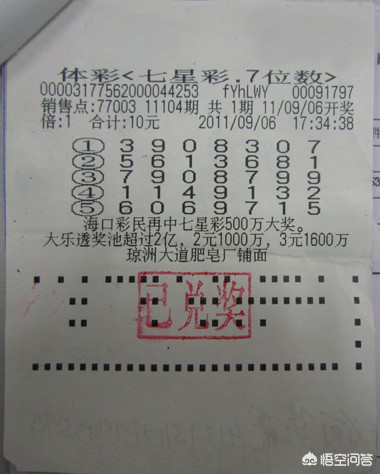 体彩<七星彩.7位数>
00003177562000044253 fYhLWY 00091797
销售点:77003 11104期 共1期 11/09/06开奖
倍:1 合计:10元 2011/09/06 17:34:38
① 3 9 0 8 3 0 7
② 5 6 1 3 6 8 1
③ 7 9 0 8 7 9 9
④ 1 1 4 9 1 3 2
⑤ 6 0 6 9 7 1 5
海口彩民再中七星彩500万大奖。
大乐透奖池超过2亿，2元1000万，3元1600万
琼洲大道肥皂厂铺面
已兑奖
悟空问答